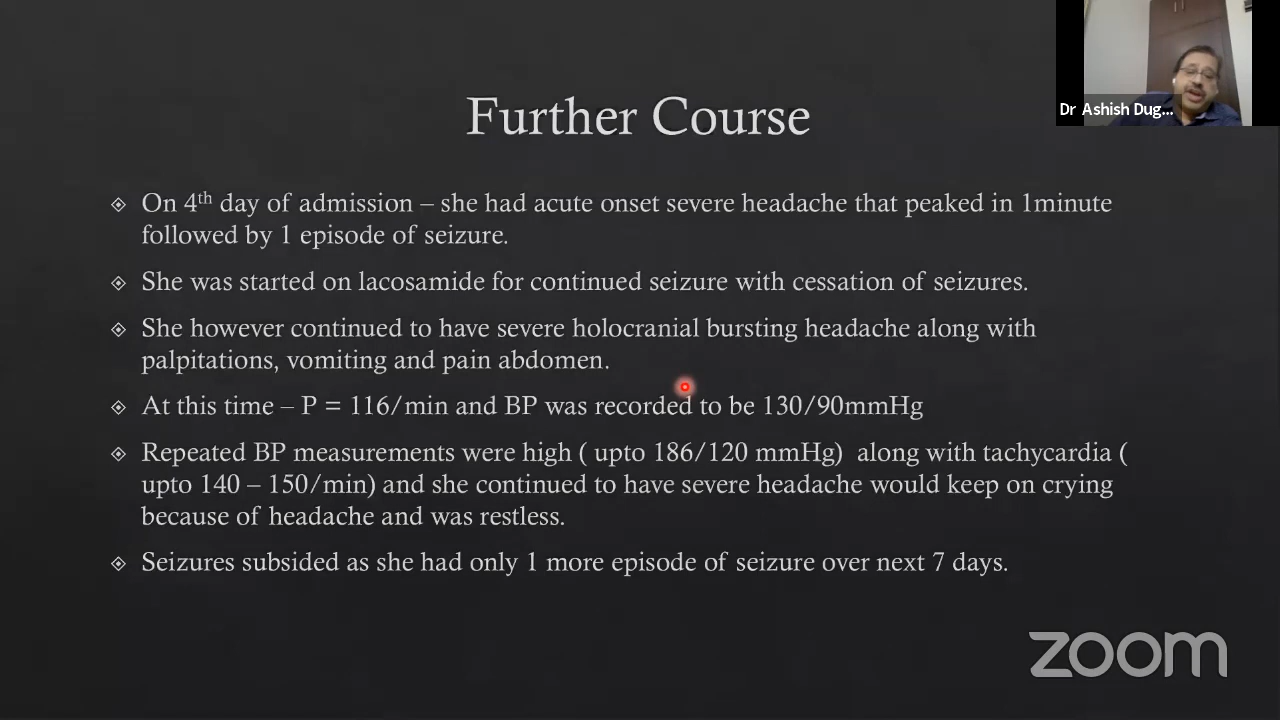 Dr Ashish Dug...
Further Course
On 4th day of admission – she had acute onset severe headache that peaked in 1minute
followed by 1 episode of seizure.
She was started on lacosamide for continued seizure with cessation of seizures.
She however continued to have severe holocranial bursting headache along with
palpitations, vomiting and pain abdomen.
At this time – P = 116/min and BP was recorded to be 130/90mmHg
Repeated BP measurements were high ( upto 186/120 mmHg)  along with tachycardia (
upto 140 – 150/min) and she continued to have severe headache would keep on crying
because of headache and was restless.
Seizures subsided as she had only 1 more episode of seizure over next 7 days.
zoom